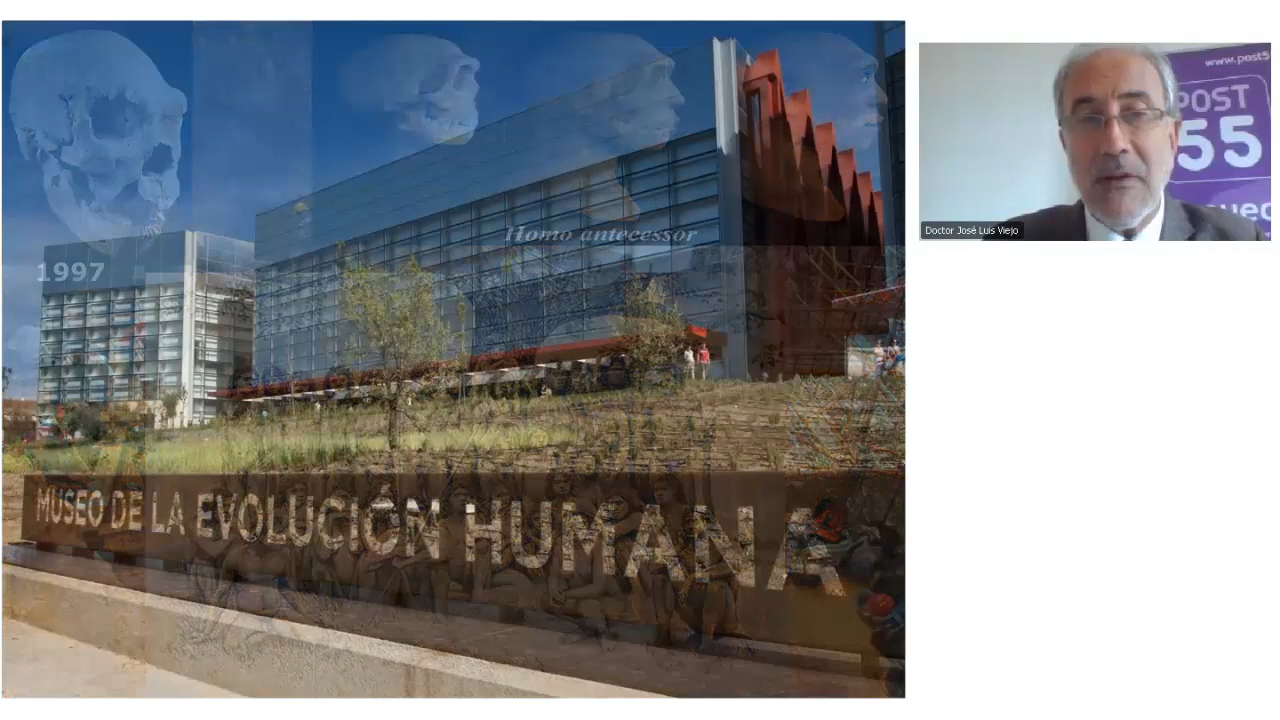 Homo antecessor
1997
MUSEO DE LA EVOLUCIÓN HUMANA
www.post5
POST
55
Doctor José Luis Viejo